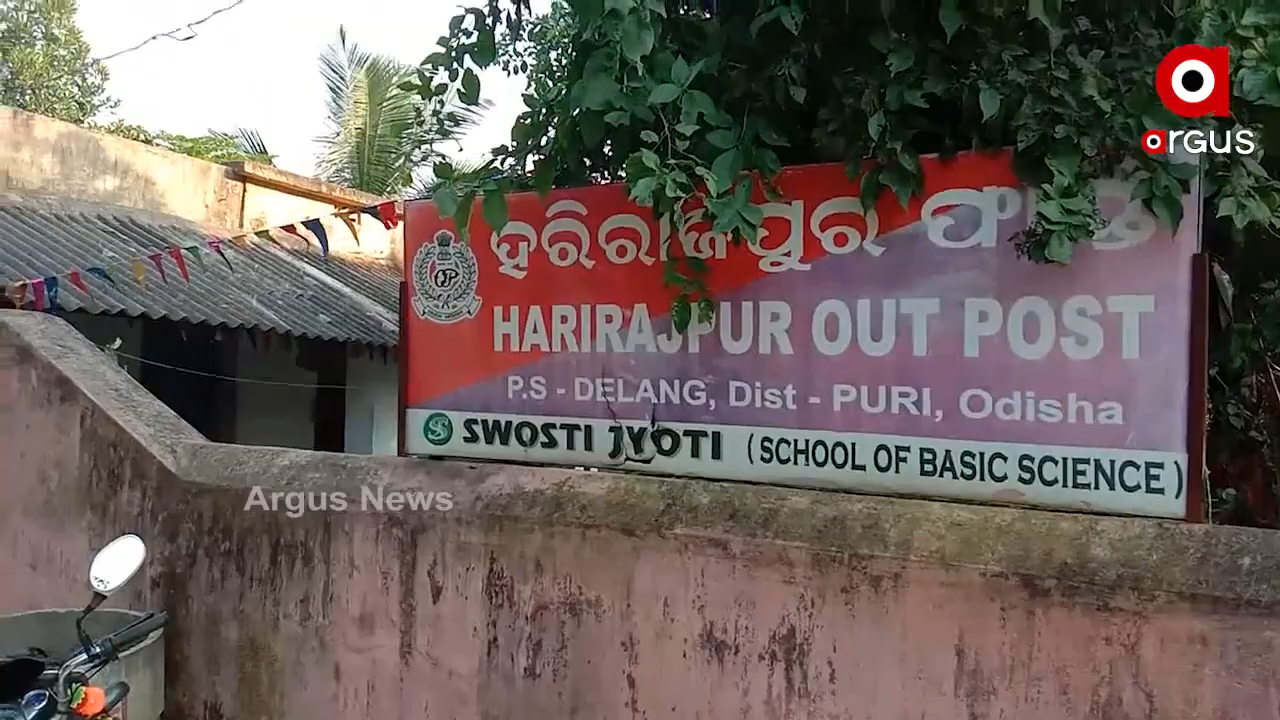 argus
ହରିରାଜପୁର
HARIRAJPUR OUT POST
P.S - DELANG, Dist - PURI, Odisha
SWOSTI JYOTI (SCHOOL OF BASIC SCIENCE)
Argus News